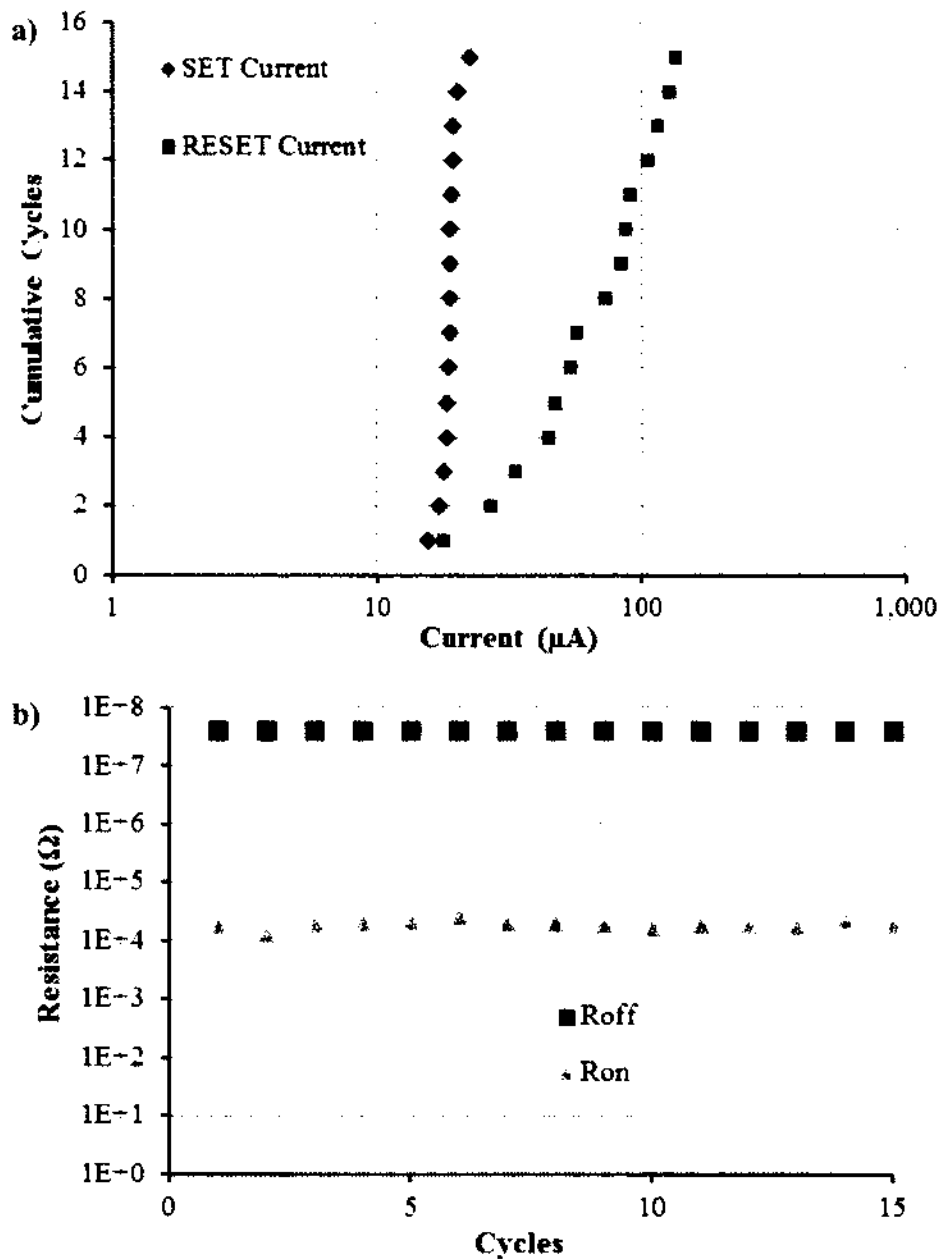 a)
16
14
12
10
8
6
4
2
0
Cumulative Cycles
SET Current
RESET Current
1
10
100
1.000
Current (µA)
b)
1E+8
1E+7
1E+6
1E+5
1E+4
1E+3
1E+2
1E+1
1E+0
Resistance (Ω)
Roff
Ron
0
5
10
15
Cycles